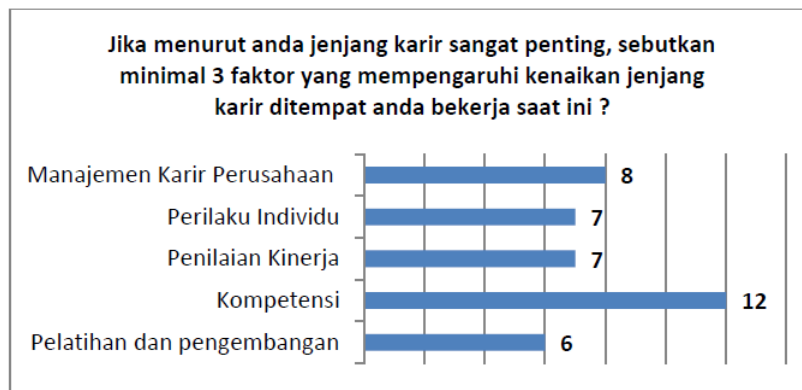 Jika menurut anda jenjang karir sangat penting, sebutkan
minimal 3 faktor yang mempengaruhi kenaikan jenjang
karir ditempat anda bekerja saat ini ?
Manajemen Karir Perusahaan 8
Perilaku Individu 7
Penilaian Kinerja 7
Kompetensi 12
Pelatihan dan pengembangan 6